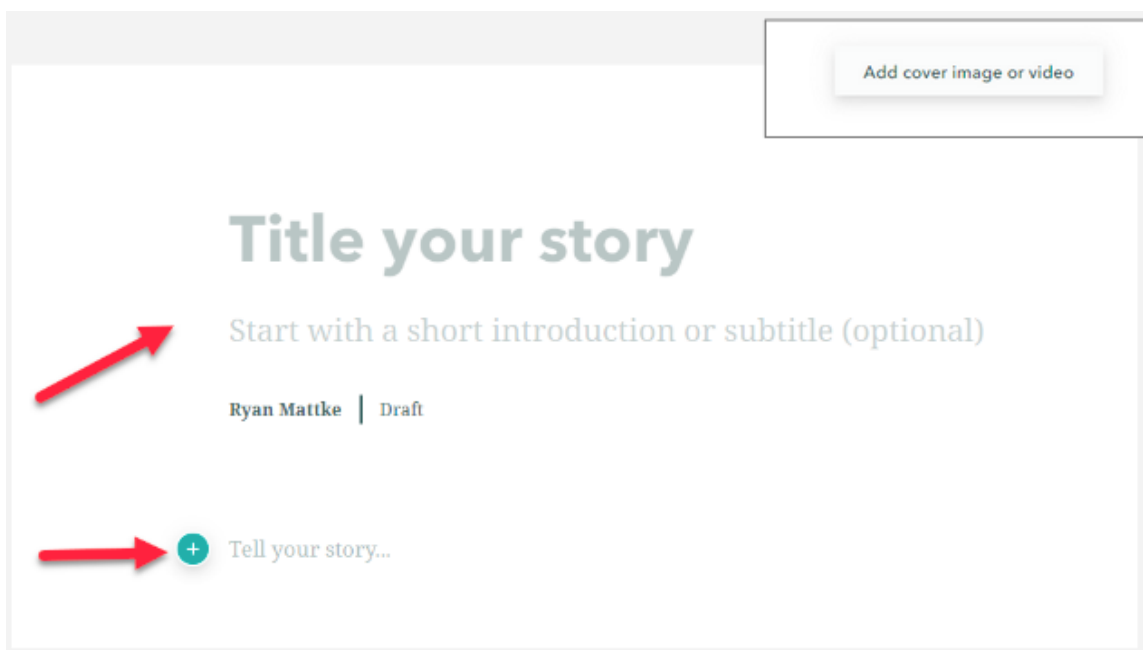 Add cover image or video
Title your story
Start with a short introduction or subtitle (optional)
Ryan Mattke | Draft
+ Tell your story...